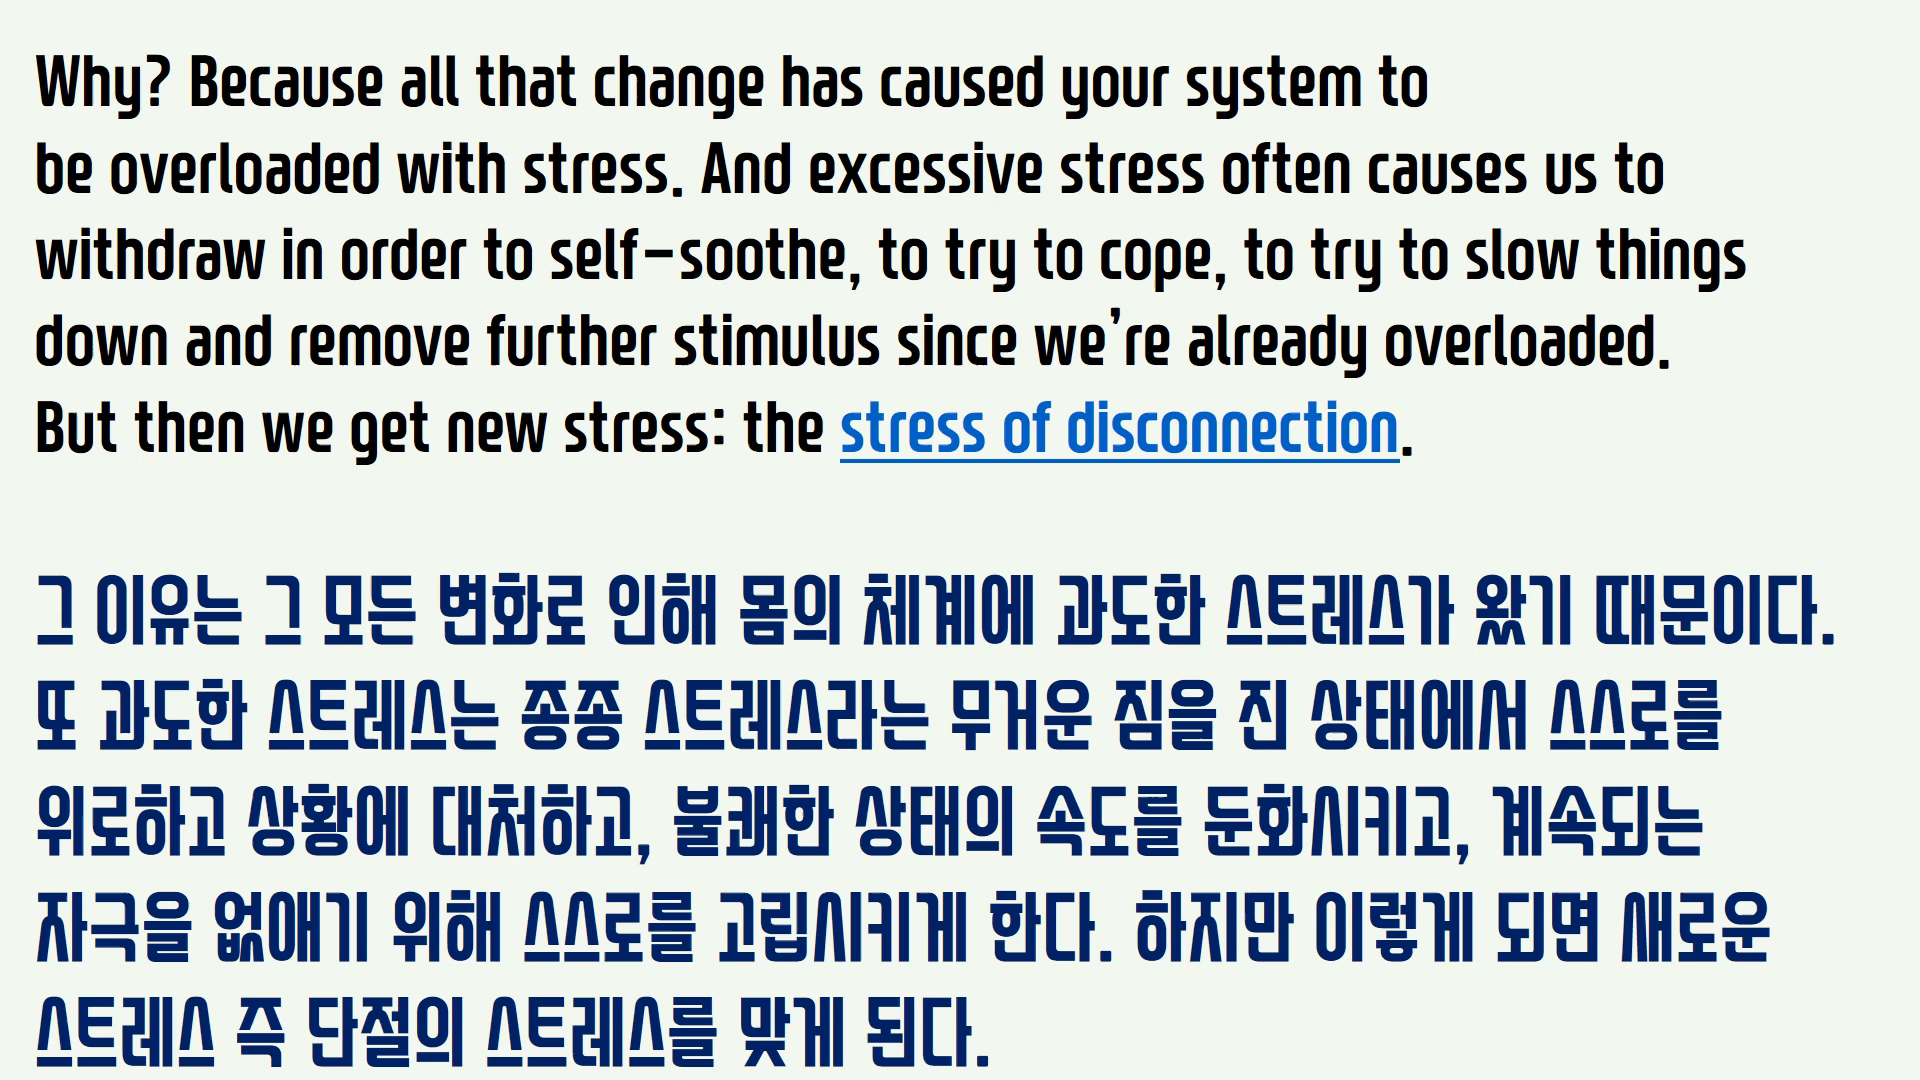 Why? Because all that change has caused your system to
be overloaded with stress. And excessive stress often causes us to
withdraw in order to self-soothe, to try to cope, to try to slow things
down and remove further stimulus since we're already overloaded.
But then we get new stress: the stress of disconnection.
그 이유는 그 모든 변화로 인해 몸의 체계에 과도한 스트레스가 왔기 때문이다.
또 과도한 스트레스는 종종 스트레스라는 무거운 짐을 진 상태에서 스스로를
위로하고 상황에 대처하고, 불쾌한 상태의 속도를 둔화시키고, 계속되는
자극을 없애기 위해 스스로를 고립시키게 한다. 하지만 이렇게 되면 새로운
스트레스 즉 단절의 스트레스를 맞게 된다.